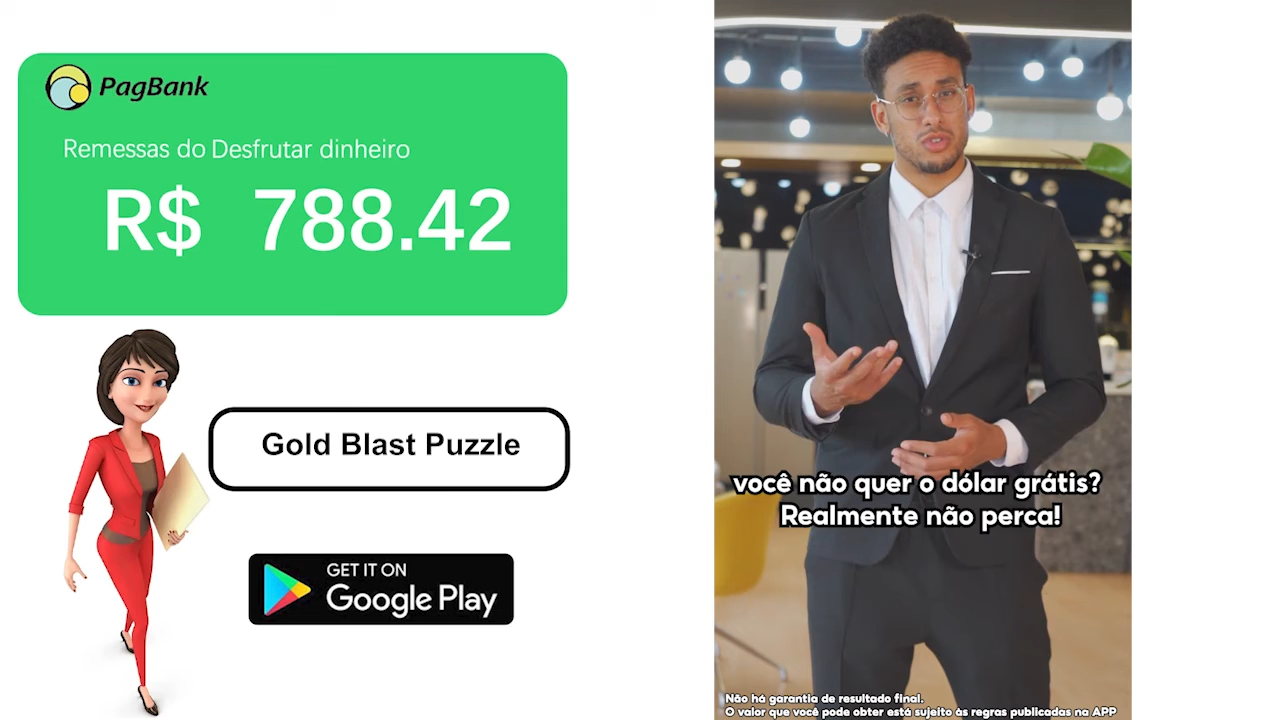 PagBank
Remessas do Desfrutar dinheiro
R$ 788.42
Gold Blast Puzzle
GET IT ON
Google Play
você não quer o dólar grátis?
Realmente não perca!
Não há garantia de resultado final.
O valor que você pode obter está sujeito às regras publicadas na APP